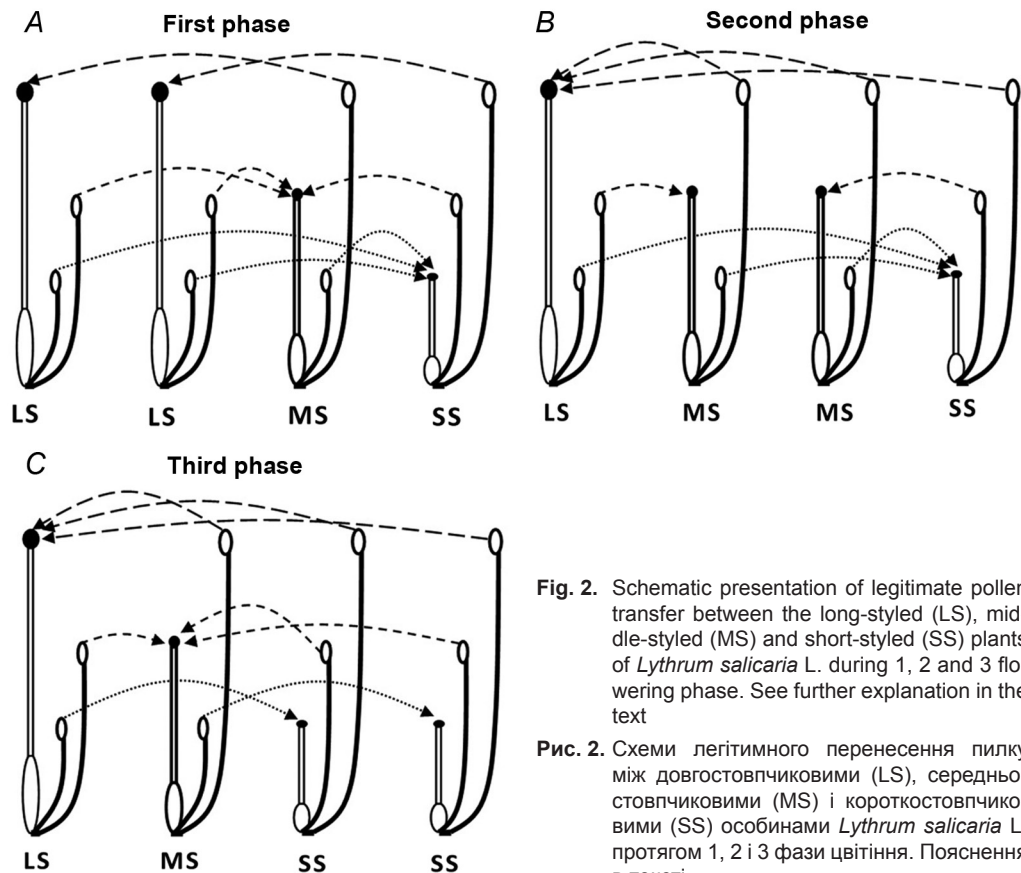 A First phase
LS LS MS SS
B Second phase
LS MS MS SS
C Third phase
LS MS SS SS
Fig. 2. Schematic presentation of legitimate pollen
transfer between the long-styled (LS), mid
dle-styled (MS) and short-styled (SS) plants
of Lythrum salicaria L. during 1, 2 and 3 flo
wering phase. See further explanation in the
text
Рис. 2. Схеми легітимного перенесення пилку
між довгостовпчиковими (LS), середньо
стовпчиковими (MS) і короткостовпчико
вими (SS) особинами Lythrum salicaria L
протягом 1, 2 і 3 фази цвітіння. Пояснення